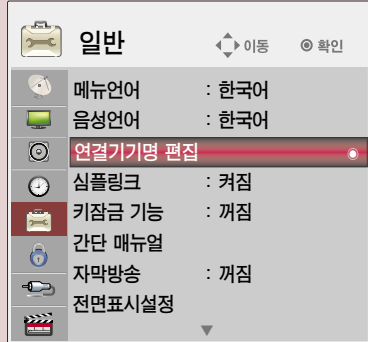 일반 이동 확인
메뉴언어 : 한국어
음성언어 : 한국어
연결기기명 편집
심플링크 : 켜짐
키잠금 기능 : 꺼짐
간단 매뉴얼
자막방송 : 꺼짐
전면표시설정